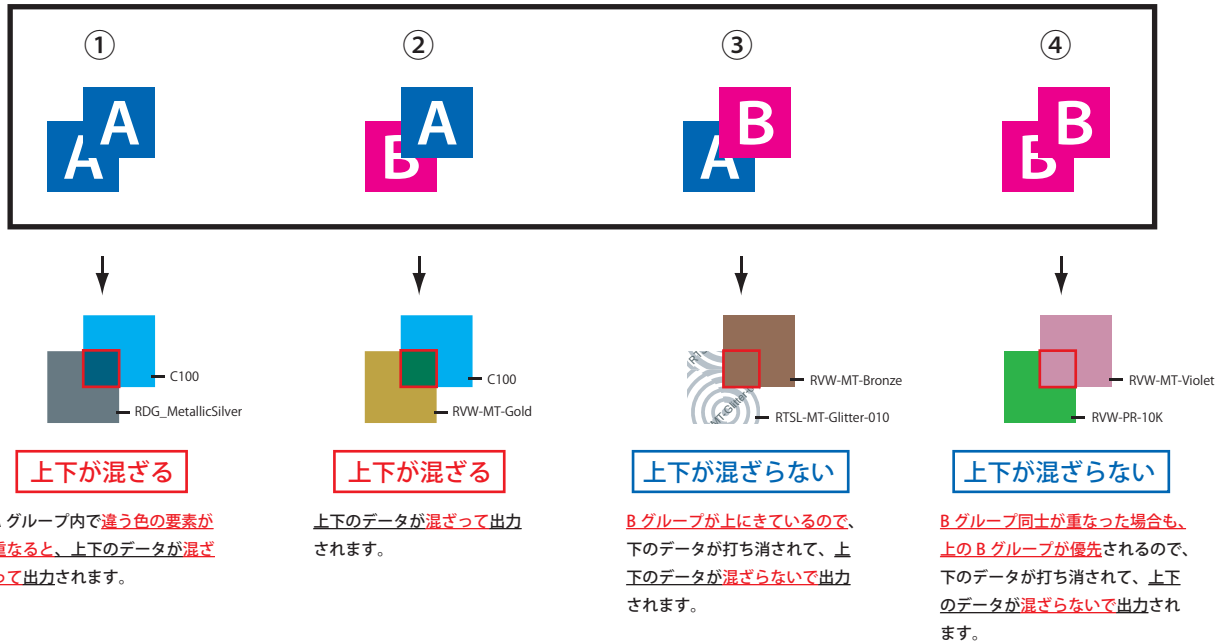 ①
②
③
④
A
A
A
B
B
A
B
B
C100
RDG_MetallicSilver
C100
RVW-MT-Gold
RVW-MT-Bronze
RTSL-MT-Glitter-010
RVW-MT-Violet
RVW-PR-10K
上下が混ざる
上下が混ざる
上下が混ざらない
上下が混ざらない
グループ内で違う色の要素が
重なると、上下のデータが混ざ
って出力されます。
上下のデータが混ざって出力
されます。
B グループが上にきているので、
下のデータが打ち消されて、上
下のデータが混ざらないで出力
されます。
B グループ同士が重なった場合も、
上の B グループが優先されるので、
下のデータが打ち消されて、上下
のデータが混ざらないで出力され
ます。